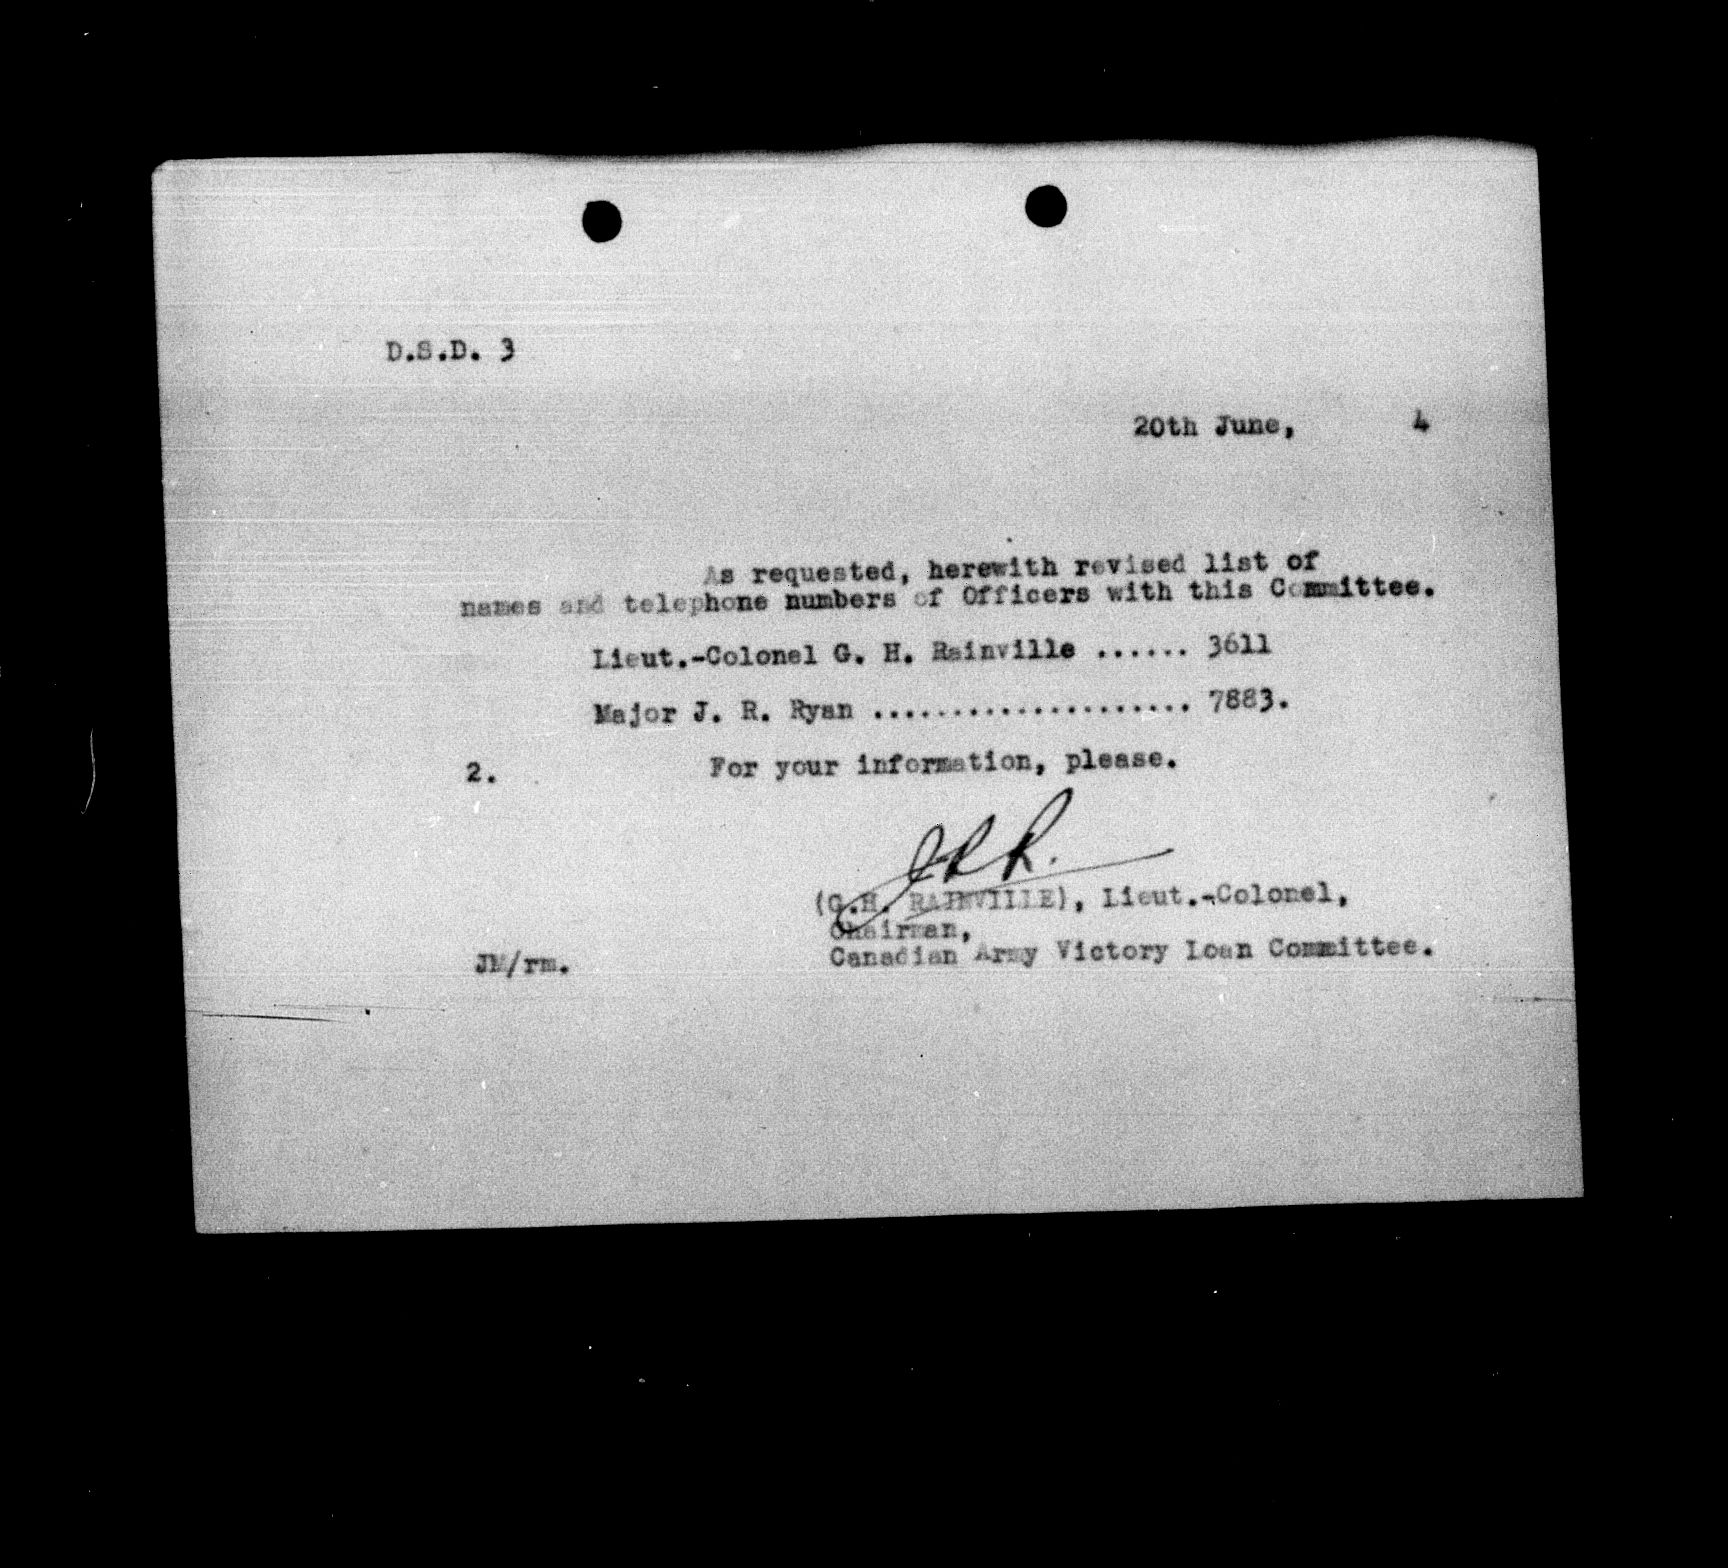 D.S.D. 3
20th June, 4
As requested, herewith revised list of
names and telephone numbers of Officers with this Committee.
Lieut.-Colonel G. H. Rainville ...... 3611
Major J. R. Ryan .................... 7883.
2. For your information, please.
JRR.
(G.H. RAINVILLE), Lieut.-Colonel,
Chairman,
Canadian Army Victory Loan Committee.
JM/rm.